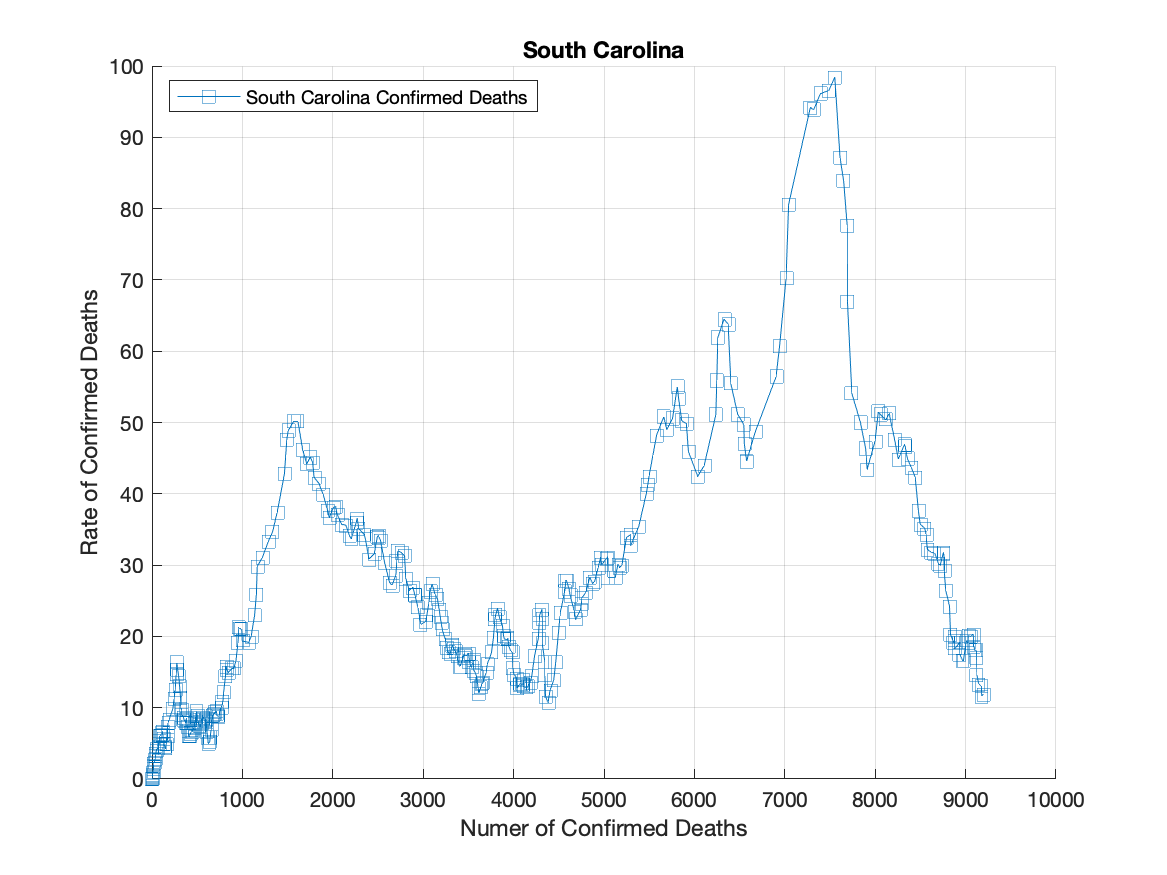 South Carolina
South Carolina Confirmed Deaths
Rate of Confirmed Deaths
100
90
80
70
60
50
40
30
20
10
0
0 1000 2000 3000 4000 5000 6000 7000 8000 9000 10000
Numer of Confirmed Deaths